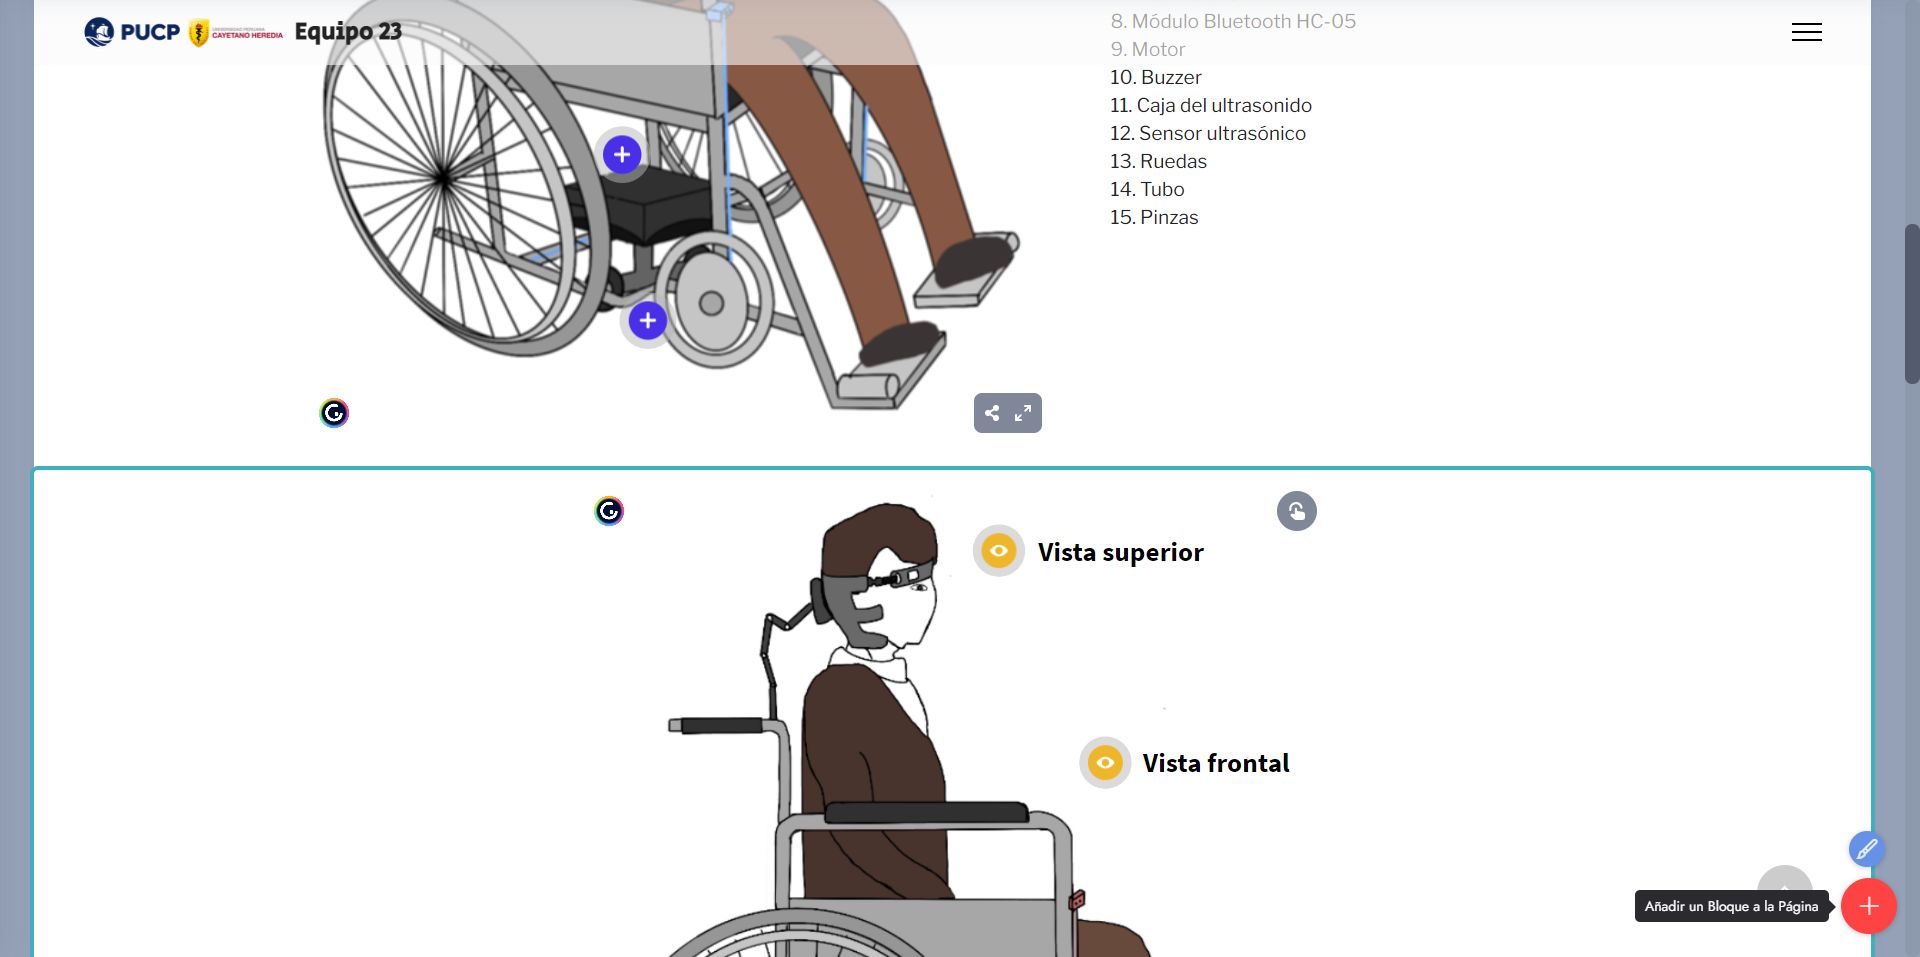 PUCP
UNIVERSIDAD PERUANA
CAYETANO HEREDIA
Equipo 23
8. Módulo Bluetooth HC-05
9. Motor
10. Buzzer
11. Caja del ultrasonido
12. Sensor ultrasónico
13. Ruedas
14. Tubo
15. Pinzas
Vista superior
Vista frontal
Añadir un Bloque a la Página